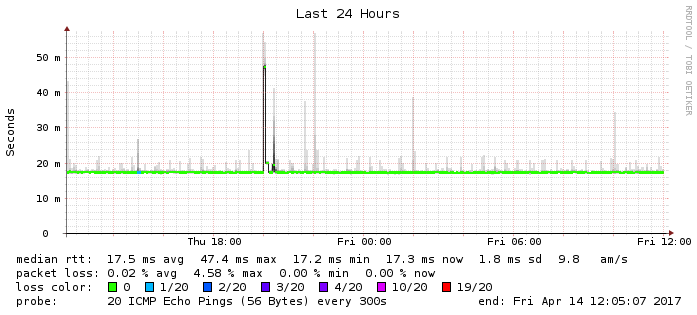 Last 24 Hours
RRDTOOL / TOBI OETIKER
Seconds
50 m
40 m
30 m
20 m
10 m
0
Thu 18:00 Fri 00:00 Fri 06:00 Fri 12:00
median rtt: 17.5 ms avg 47.4 ms max 17.2 ms min 17.3 ms now 1.8 ms sd 9.8 am/s
packet loss: 0.02 % avg 4.58 % max 0.00 % min 0.00 % now
loss color: 0 1/20 2/20 3/20 4/20 10/20 19/20
probe: 20 ICMP Echo Pings (56 Bytes) every 300s end: Fri Apr 14 12:05:07 2017